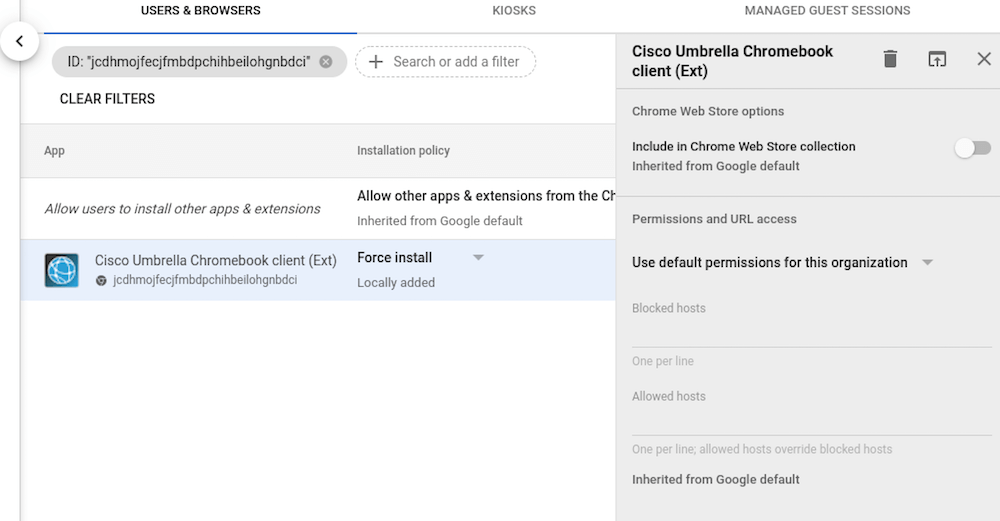 USERS & BROWSERS
KIOSKS
MANAGED GUEST SESSIONS
ID: "jcdhmojfecjfmbdpchihbeilohgnbdci"
Search or add a filter
CLEAR FILTERS
App
Installation policy
Allow users to install other apps & extensions
Allow other apps & extensions from the Ch
Inherited from Google default
Cisco Umbrella Chromebook client (Ext)
jcdhmojfecjfmbdpchihbeilohgnbdci
Force install
Locally added
Cisco Umbrella Chromebook
client (Ext)
Chrome Web Store options
Include in Chrome Web Store collection
Inherited from Google default
Permissions and URL access
Use default permissions for this organization
Blocked hosts
One per line
Allowed hosts
One per line; allowed hosts override blocked hosts
Inherited from Google default